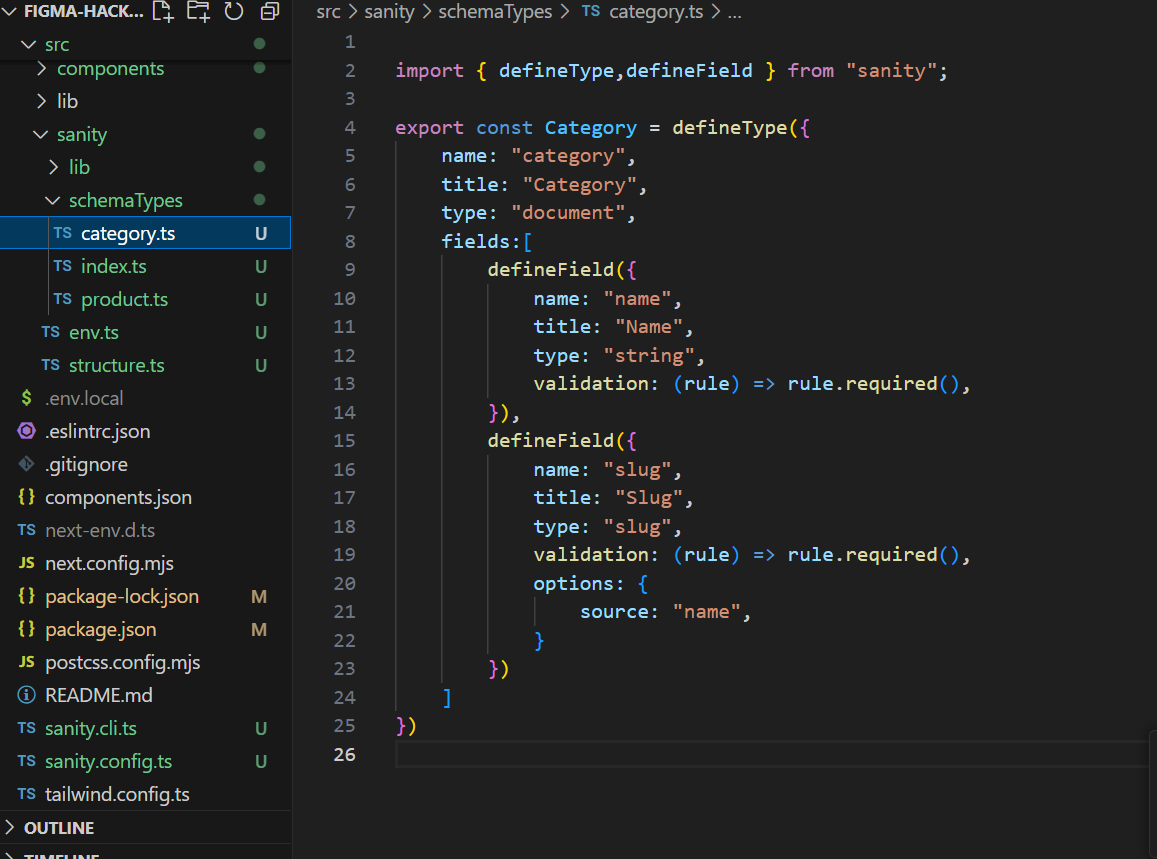 FIGMA-HACK...
src
components
lib
sanity
lib
schemaTypes
TS category.ts U
TS index.ts U
TS product.ts U
TS env.ts U
TS structure.ts U
$ .env.local
.eslintrc.json
.gitignore
{} components.json
TS next-env.d.ts
JS next.config.mjs
{} package-lock.json M
{} package.json M
JS postcss.config.mjs
README.md
TS sanity.cli.ts U
TS sanity.config.ts U
TS tailwind.config.ts
OUTLINE
TIMELINE
src > sanity > schemaTypes > TS category.ts > ...
1
2 import { defineType,defineField } from "sanity";
3
4 export const Category = defineType({
5 name: "category",
6 title: "Category",
7 type: "document",
8 fields:[
9 defineField({
10 name: "name",
11 title: "Name",
12 type: "string",
13 validation: (rule) => rule.required(),
14 }),
15 defineField({
16 name: "slug",
17 title: "Slug",
18 type: "slug",
19 validation: (rule) => rule.required(),
20 options: {
21 source: "name",
22 }
23 })
24 ]
25 })
26